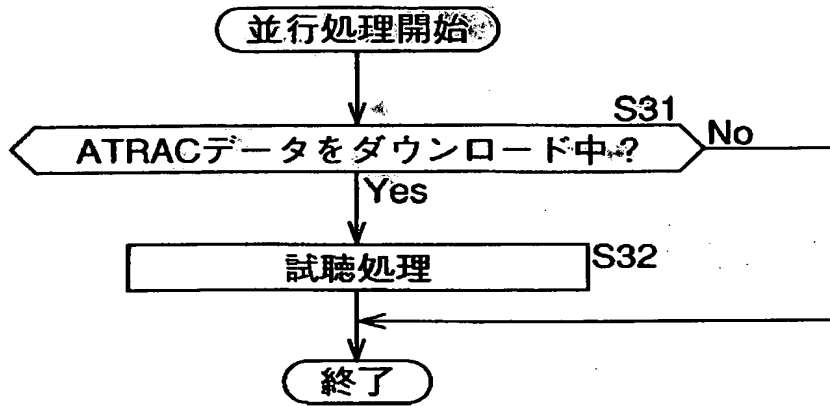 並行処理開始
S31
ATRACデータをダウンロード中?
No
Yes
試聴処理
S32
終了